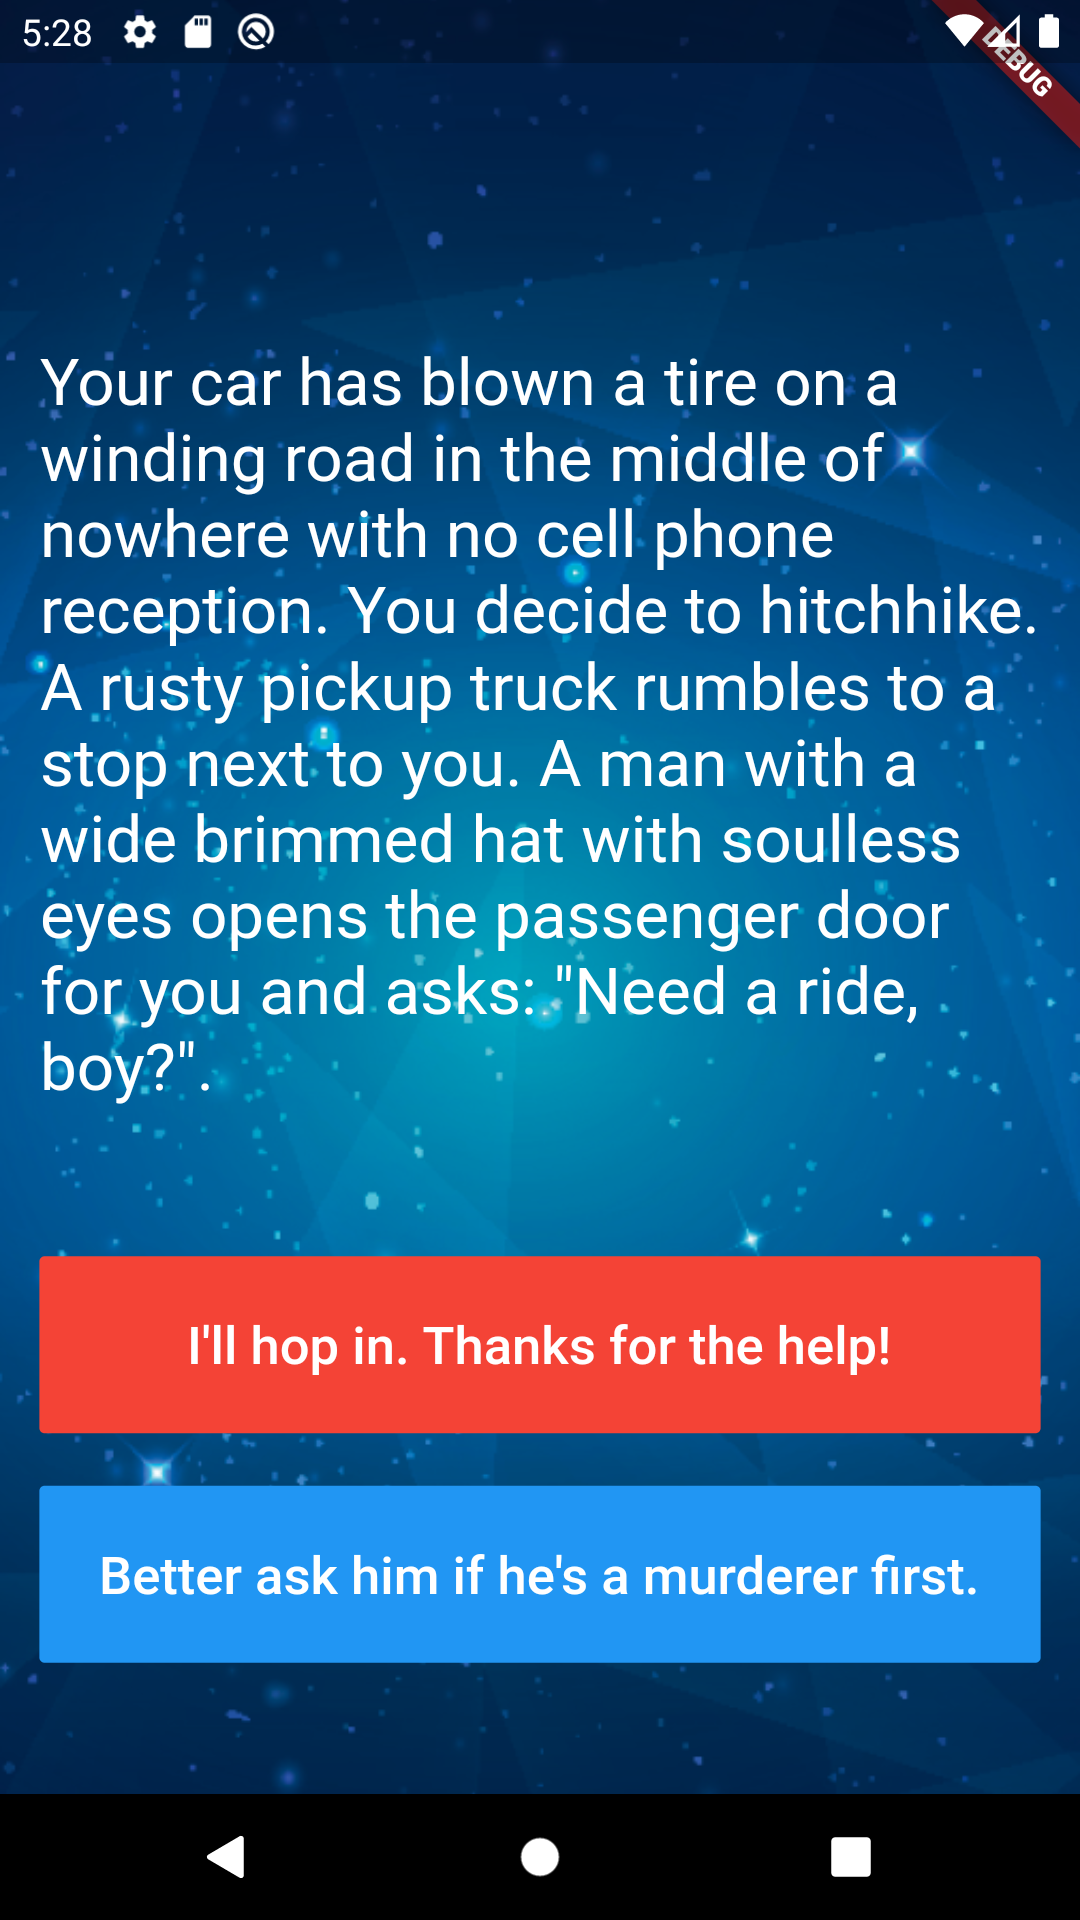 5:28
DEBUG
Your car has blown a tire on a
winding road in the middle of
nowhere with no cell phone
reception. You decide to hitchhike.
A rusty pickup truck rumbles to a
stop next to you. A man with a
wide brimmed hat with soulless
eyes opens the passenger door
for you and asks: "Need a ride,
boy?".
I'll hop in. Thanks for the help!
Better ask him if he's a murderer first.